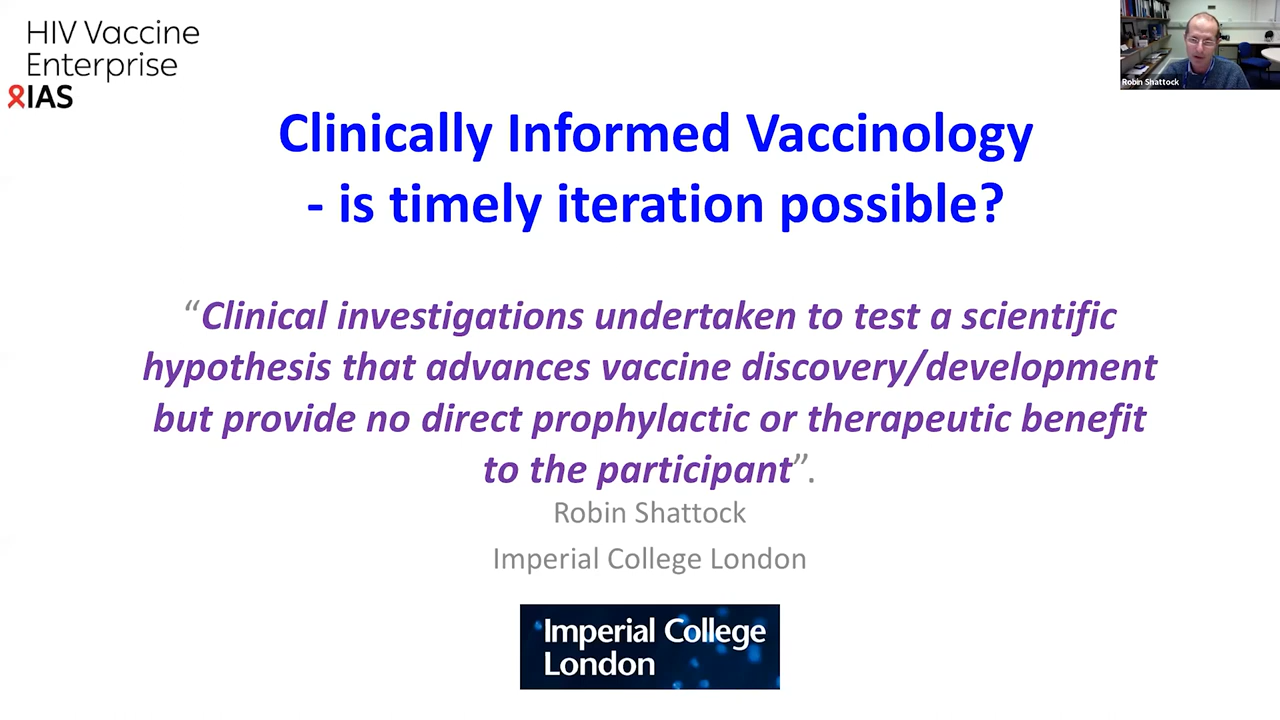 HIV Vaccine
Enterprise
IAS
Robin Shattock
Clinically Informed Vaccinology
- is timely iteration possible?
“Clinical investigations undertaken to test a scientific
hypothesis that advances vaccine discovery/development
but provide no direct prophylactic or therapeutic benefit
to the participant”.
Robin Shattock
Imperial College London
Imperial College
London